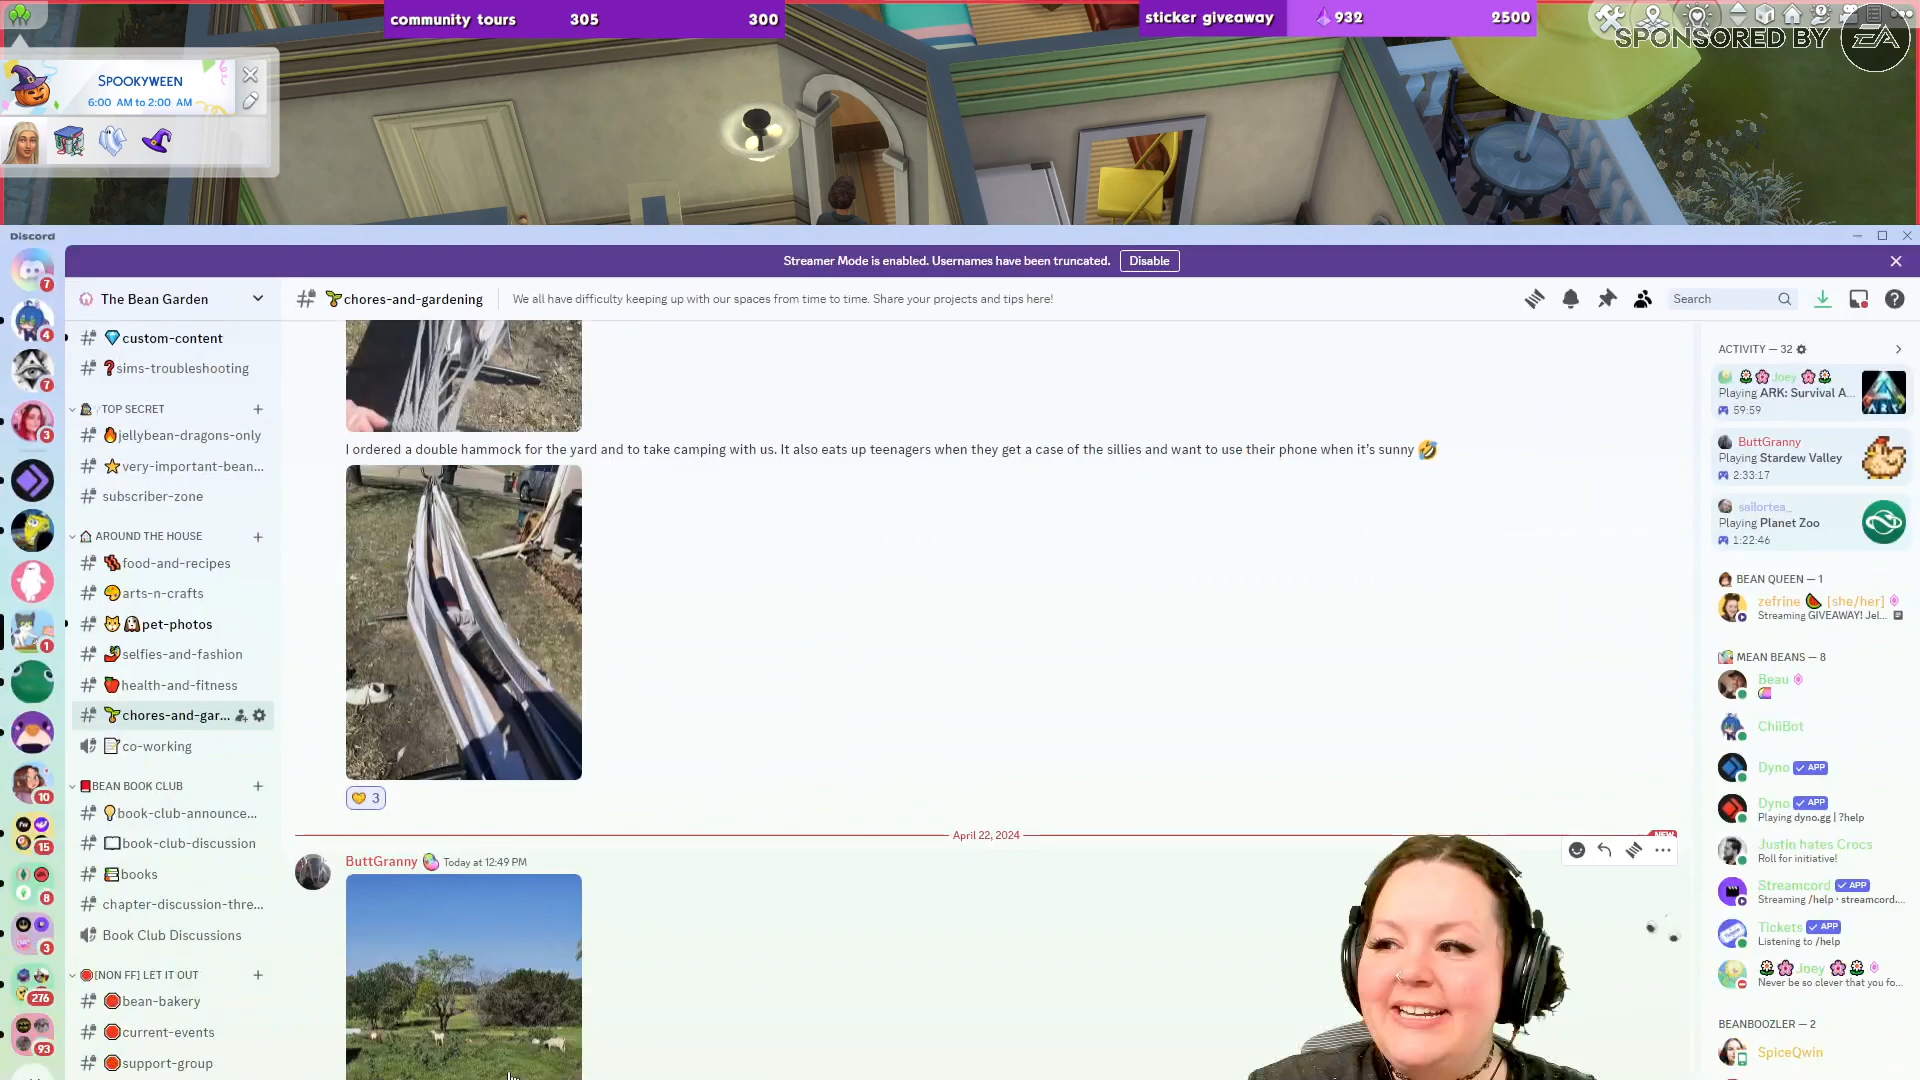 community tours 305 300
sticker giveaway 932 2500
SPONSORED BY EA
SPOOKYWEEN
6:00 AM to 2:00 AM
Discord
Streamer Mode is enabled. Usernames have been truncated. Disable
The Bean Garden
chores-and-gardening
We all have difficulty keeping up with our spaces from time to time. Share your projects and tips here!
Search
7
4
7
3
1
10
15
8
3
276
93
custom-content
sims-troubleshooting
TOP SECRET
jellybean-dragons-only
very-important-bean...
subscriber-zone
AROUND THE HOUSE
food-and-recipes
arts-n-crafts
pet-photos
selfies-and-fashion
health-and-fitness
chores-and-gar...
co-working
BEAN BOOK CLUB
book-club-announce...
book-club-discussion
books
chapter-discussion-thre...
Book Club Discussions
[NON FF] LET IT OUT
bean-bakery
current-events
support-group
I ordered a double hammock for the yard and to take camping with us. It also eats up teenagers when they get a case of the sillies and want to use their phone when it's sunny
3
April 22, 2024
NEW
ButtGranny Today at 12:49 PM
ACTIVITY — 32
Joey
Playing ARK: Survival A...
59:59
ButtGranny
Playing Stardew Valley
2:33:17
sailortea_
Playing Planet Zoo
1:22:46
BEAN QUEEN — 1
zefrine [she/her]
Streaming GIVEAWAY! Jel...
MEAN BEANS — 8
Beau
ChiiBot
Dyno APP
Dyno APP
Playing dyno.gg | ?help
Justin hates Crocs
Roll for initiative!
Streamcord APP
Streaming /help · streamcord....
Tickets APP
Listening to /help
Joey
Never be so clever that you fo...
BEANBOOZLER — 2
SpiceQwin